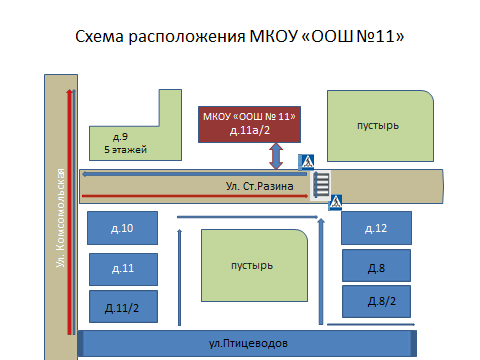 Схема расположения МКОУ «ООШ №11»
МКОУ «ООШ № 11»
д.11а/2
пустырь
д.9
5 этажей
Ул. Комсомольская
Ул. Ст.Разина
д.10
д.12
д.11
пустырь
Д.8
Д.11/2
Д.8/2
ул.Птицеводов